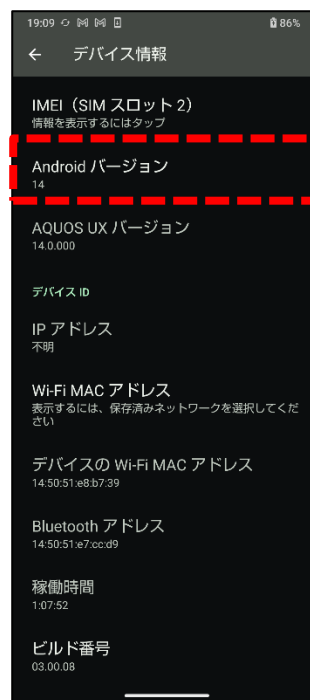 19:09
86%
デバイス情報
IMEI（SIM スロット 2）
情報を表示するにはタップ
Android バージョン
14
AQUOS UX バージョン
14.0.000
デバイス ID
IP アドレス
不明
Wi-Fi MAC アドレス
表示するには、保存済みネットワークを選択してくだ
さい
デバイスの Wi-Fi MAC アドレス
14:50:51:e8:b7:39
Bluetooth アドレス
14:50:51:e7:cc:d9
稼働時間
1:07:52
ビルド番号
03.00.08